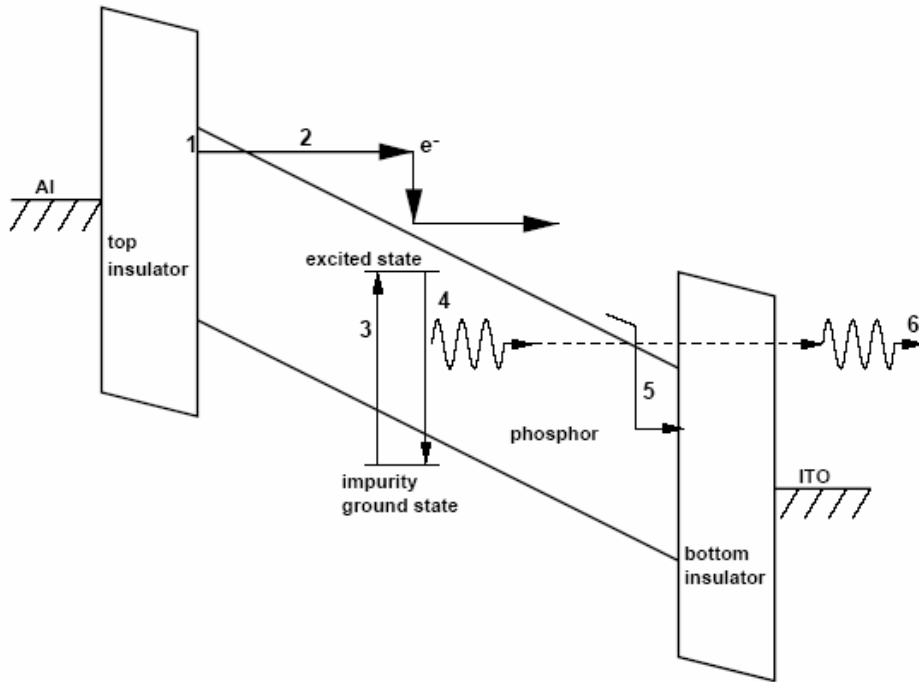 1
2
e⁻
Al
top
insulator
excited state
3
4
6
5
phosphor
impurity
ground state
ITO
bottom
insulator